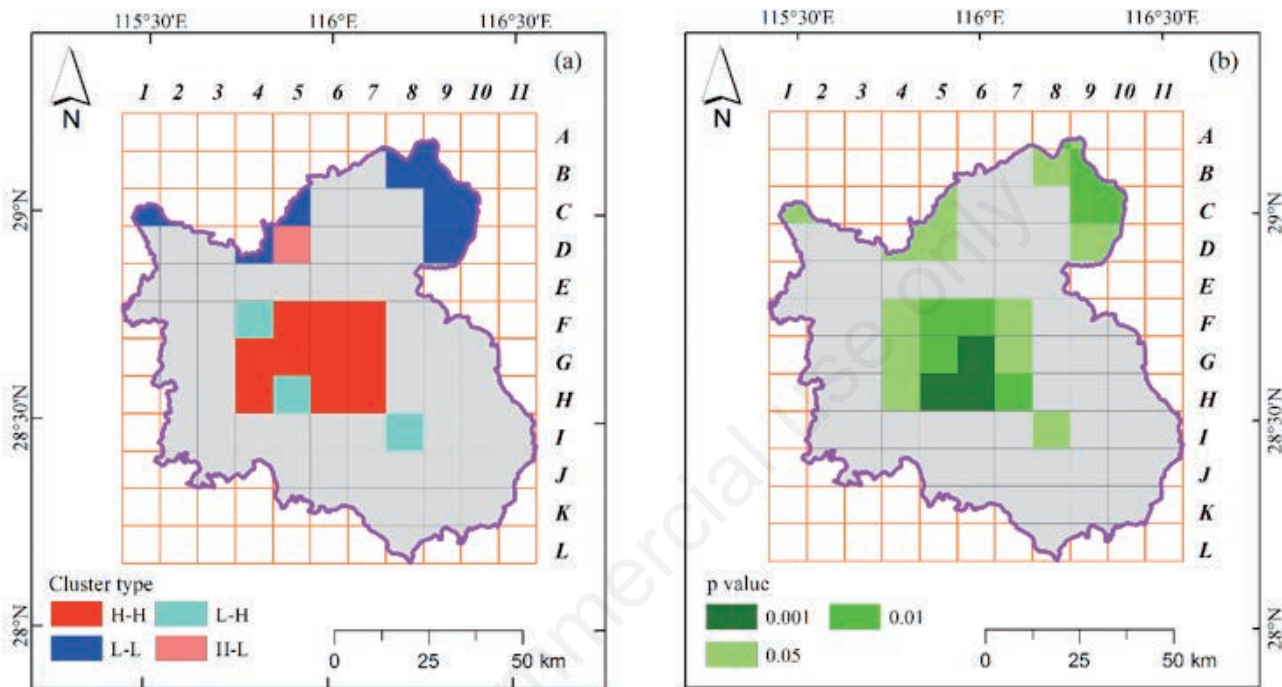 115°30'E 116°E 116°30'E
(a)
N
1 2 3 4 5 6 7 8 9 10 11
A
B
C
D
E
F
G
H
I
J
K
L
29°N
28°30'N
28°N
Cluster type
H-H
L-H
L-L
H-L
0 25 50 km
115°30'E 116°E 116°30'E
(b)
N
1 2 3 4 5 6 7 8 9 10 11
A
B
C
D
E
F
G
H
I
J
K
L
29°N
28°30'N
28°N
p value
0.001
0.01
0.05
0 25 50 km
mmercial use only